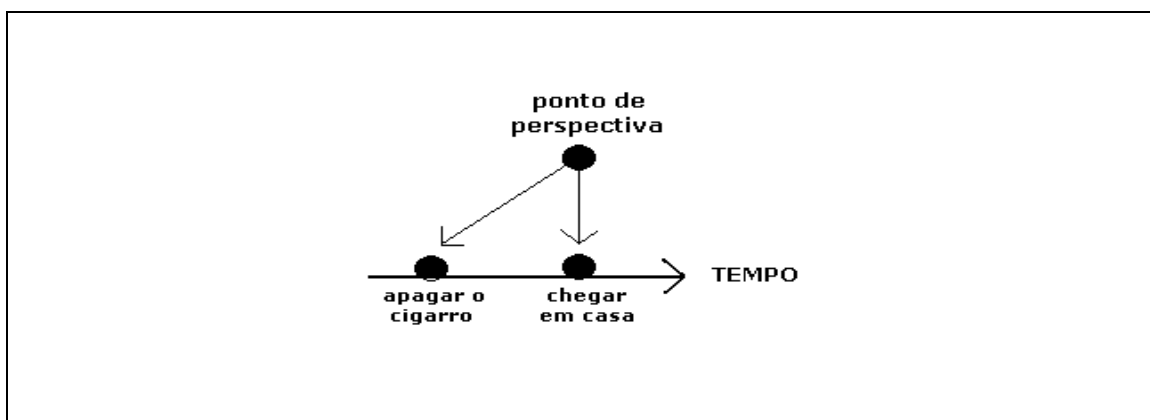 ponto de
perspectiva
TEMPO
apagar o
cigarro
chegar
em casa